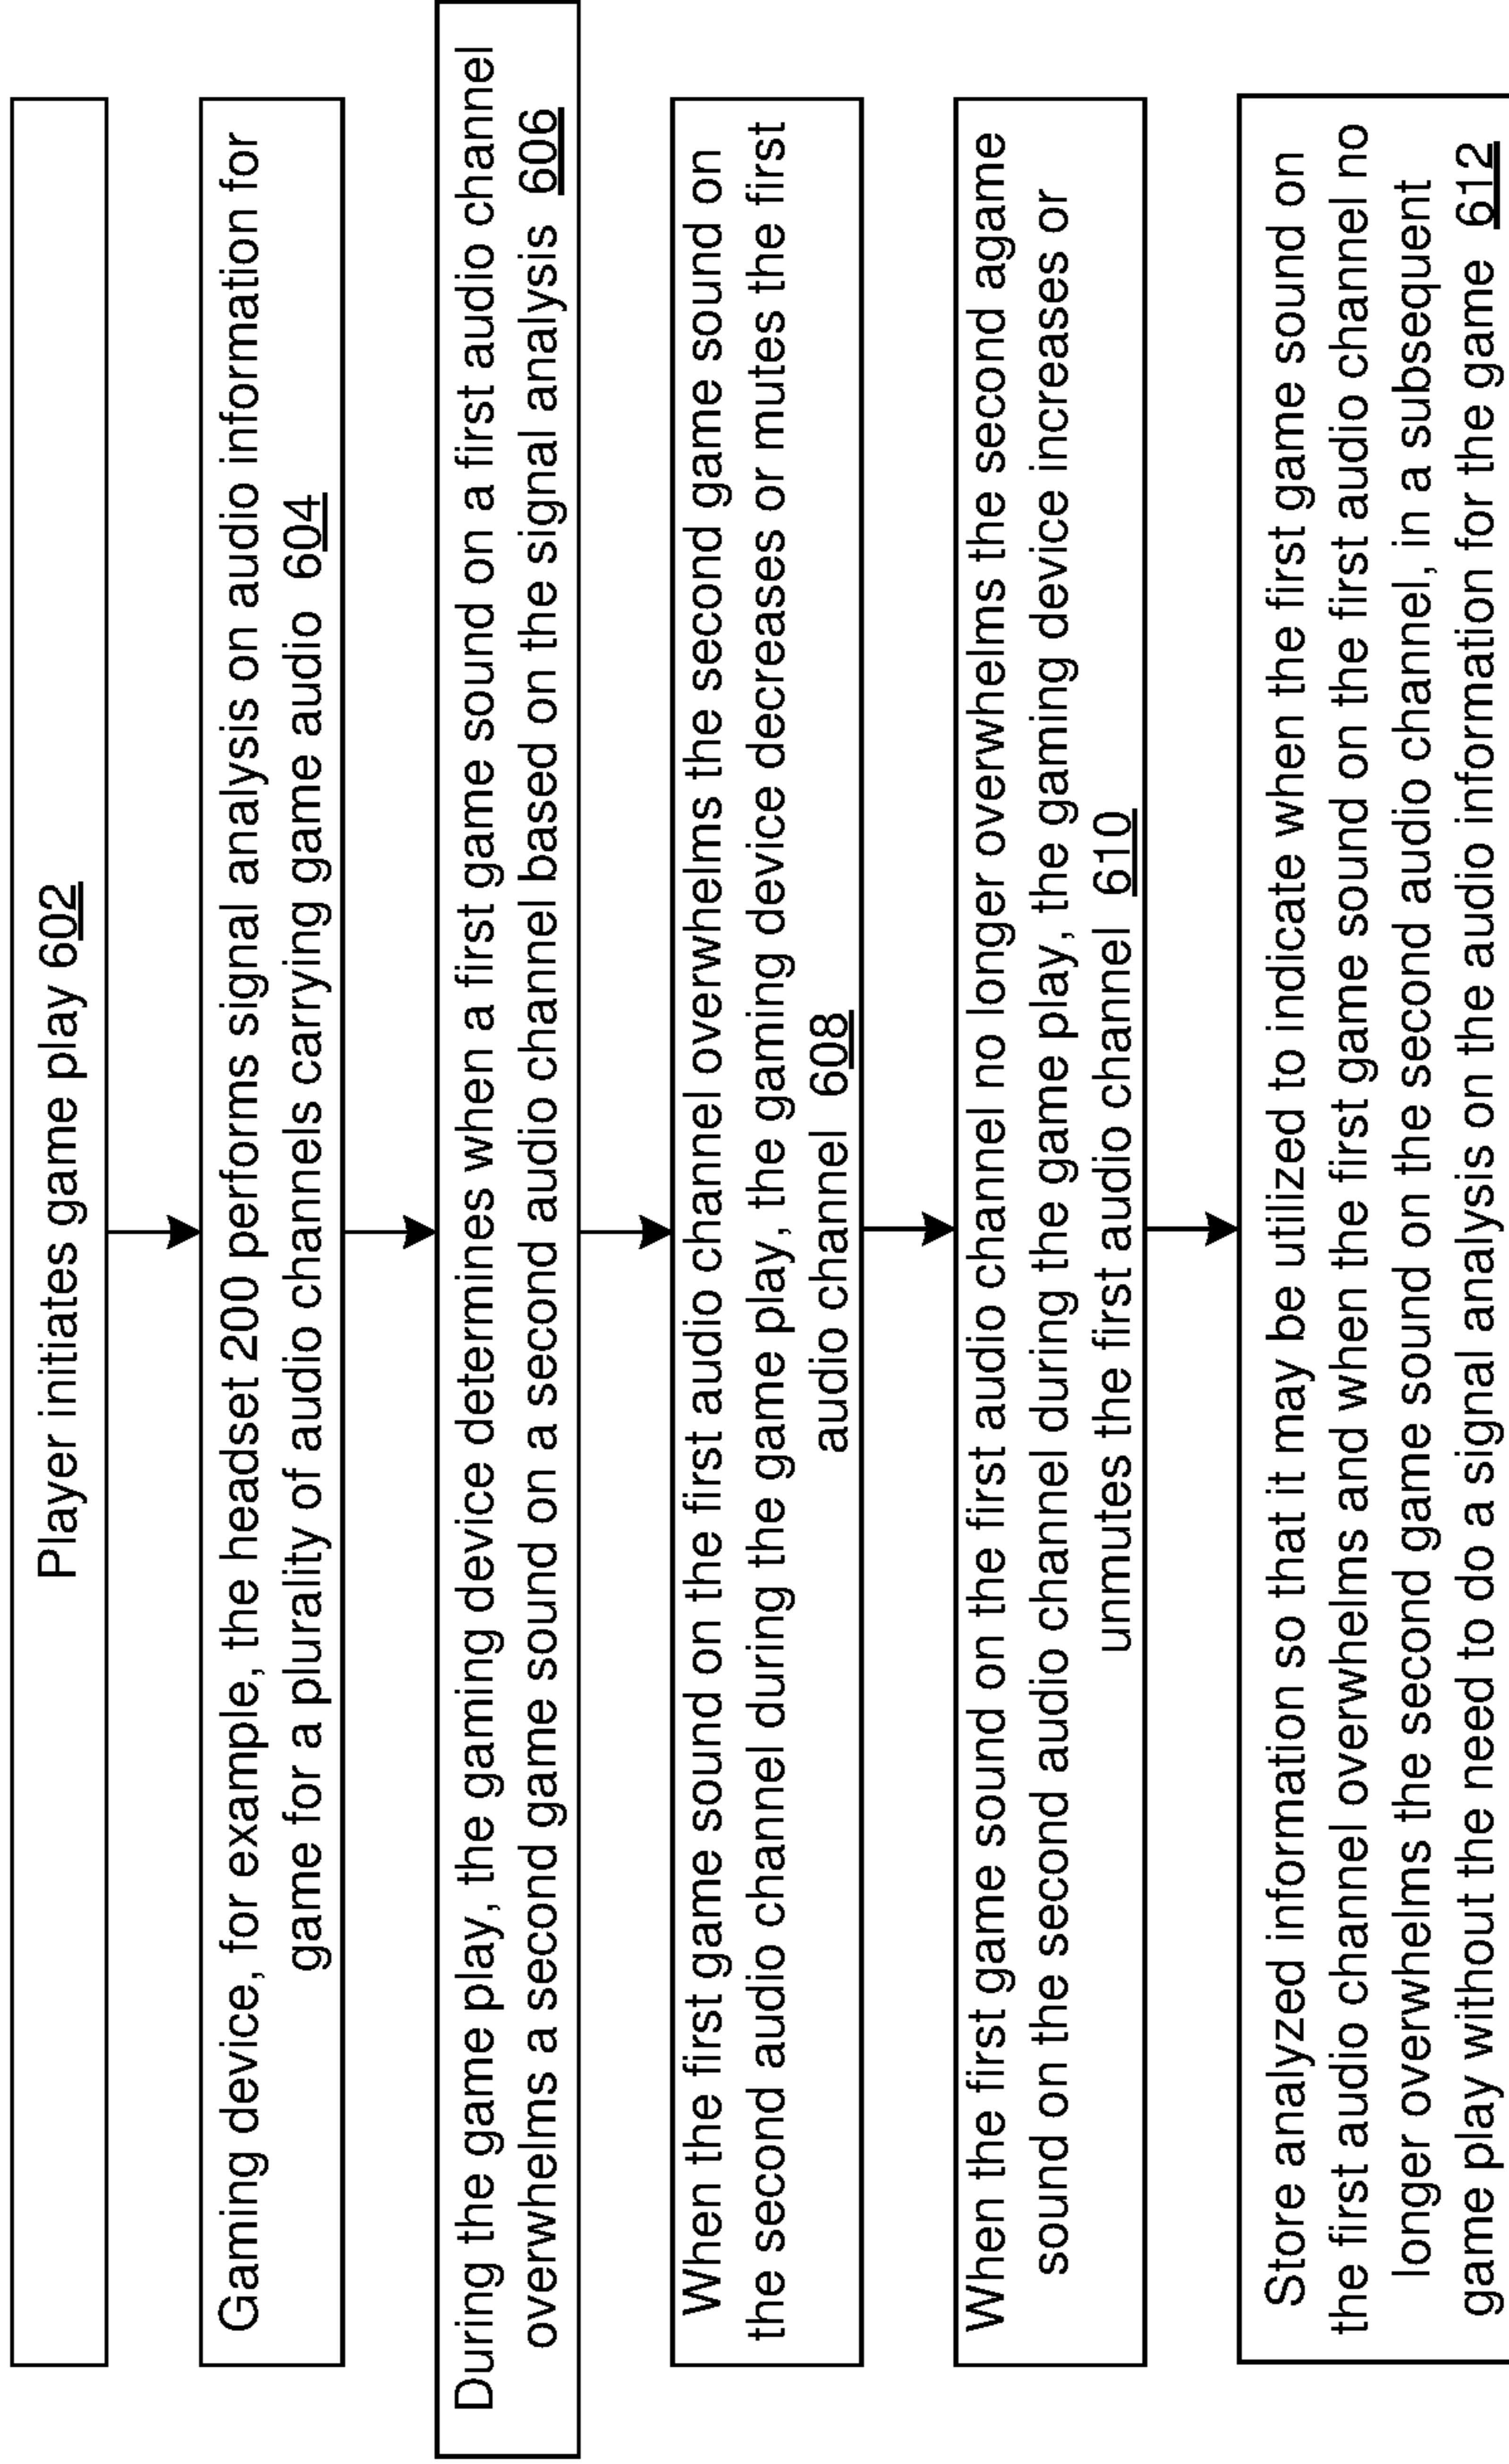 Player initiates game play 602
Gaming device, for example, the headset 200 performs signal analysis on audio information for
game for a plurality of audio channels carrying game audio 604
During the game play, the gaming device determines when a first game sound on a first audio channel
overwhelms a second game sound on a second audio channel based on the signal analysis 606
When the first game sound on the first audio channel overwhelms the second game sound on
the second audio channel during the game play, the gaming device decreases or mutes the first
audio channel 608
When the first game sound on the first audio channel no longer overwhelms the second agame
sound on the second audio channel during the game play, the gaming device increases or
unmutes the first audio channel 610
Store analyzed information so that it may be utilized to indicate when the first game sound on
the first audio channel overwhelms and when the first game sound on the first audio channel no
longer overwhelms the second game sound on the second audio channel, in a subsequent
game play without the need to do a signal analysis on the audio information for the game 612